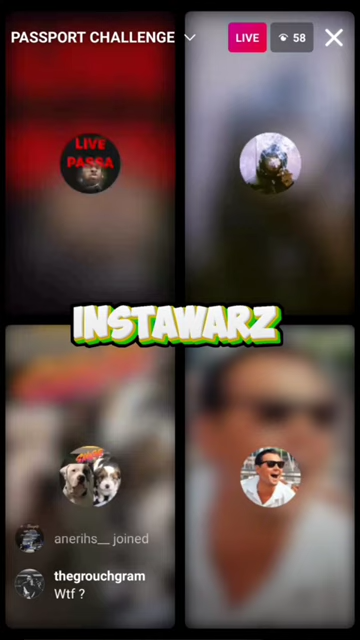 PASSPORT CHALLENGE
LIVE
58
LIVE
PASSA
INSTAWARZ
anerihs__ joined
thegrouchgram
Wtf ?